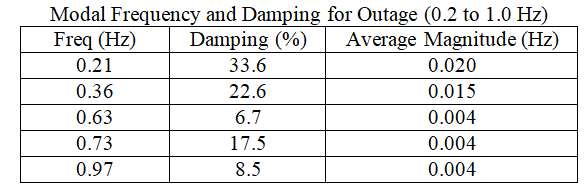 Modal Frequency and Damping for Outage (0.2 to 1.0 Hz)
Freq (Hz) Damping (%) Average Magnitude (Hz)
0.21 33.6 0.020
0.36 22.6 0.015
0.63 6.7 0.004
0.73 17.5 0.004
0.97 8.5 0.004